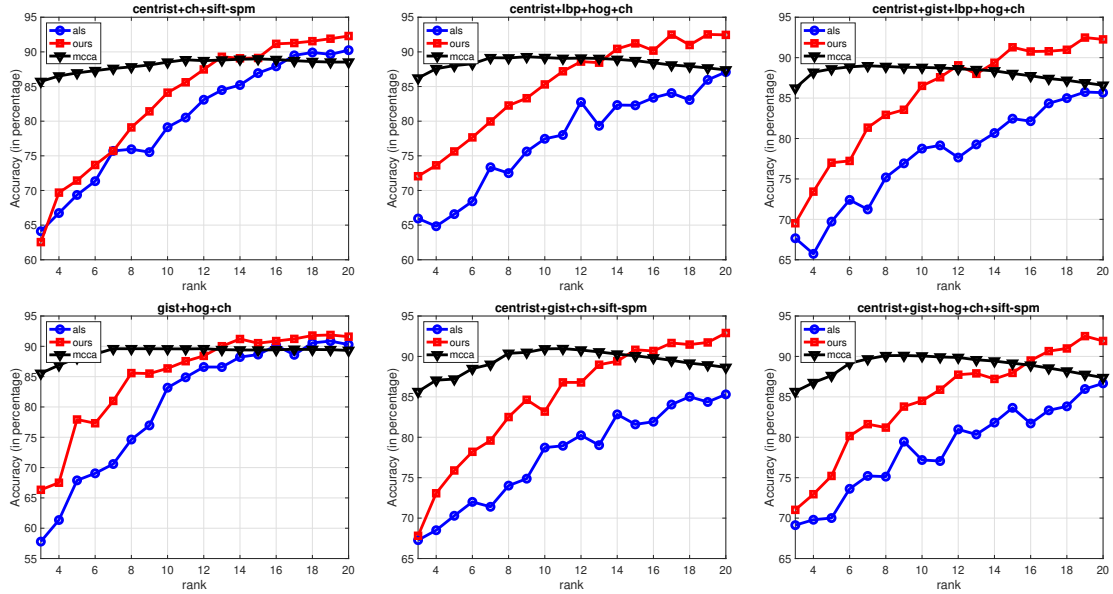 centrist+ch+sift-spm
Accuracy (in percentage)
95
90
85
80
75
70
65
60
als
ours
mcca
4 6 8 10 12 14 16 18 20
rank
centrist+lbp+hog+ch
Accuracy (in percentage)
95
90
85
80
75
70
65
60
als
ours
mcca
4 6 8 10 12 14 16 18 20
rank
centrist+gist+lbp+hog+ch
Accuracy (in percentage)
95
90
85
80
75
70
65
als
ours
mcca
4 6 8 10 12 14 16 18 20
rank
gist+hog+ch
Accuracy (in percentage)
95
90
85
80
75
70
65
60
55
als
ours
mcca
4 6 8 10 12 14 16 18 20
rank
centrist+gist+ch+sift-spm
Accuracy (in percentage)
95
90
85
80
75
70
65
als
ours
mcca
4 6 8 10 12 14 16 18 20
rank
centrist+gist+hog+ch+sift-spm
Accuracy (in percentage)
95
90
85
80
75
70
65
als
ours
mcca
4 6 8 10 12 14 16 18 20
rank